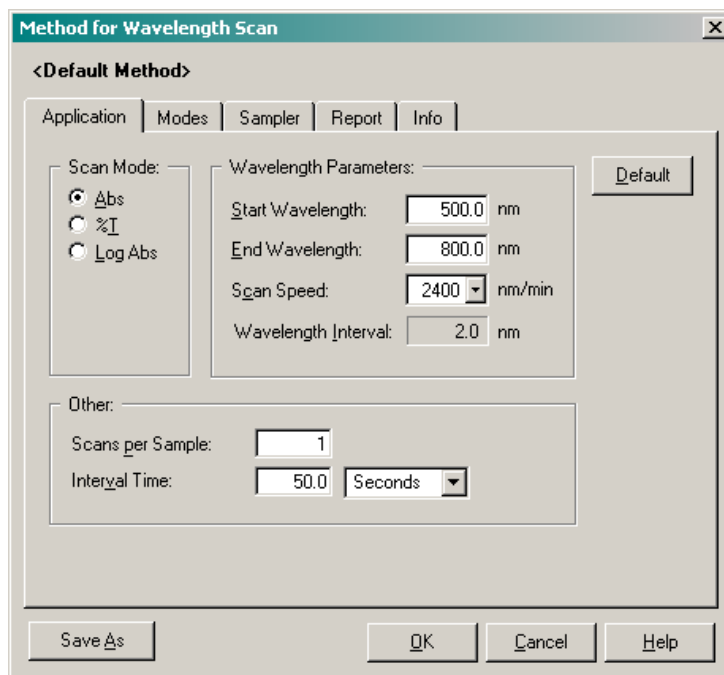 Method for Wavelength Scan
<Default Method>
Application Modes Sampler Report Info
Scan Mode:
Abs
%T
Log Abs
Wavelength Parameters:
Start Wavelength: 500.0 nm
End Wavelength: 800.0 nm
Scan Speed: 2400 nm/min
Wavelength Interval: 2.0 nm
Default
Other:
Scans per Sample: 1
Interval Time: 50.0 Seconds
Save As OK Cancel Help